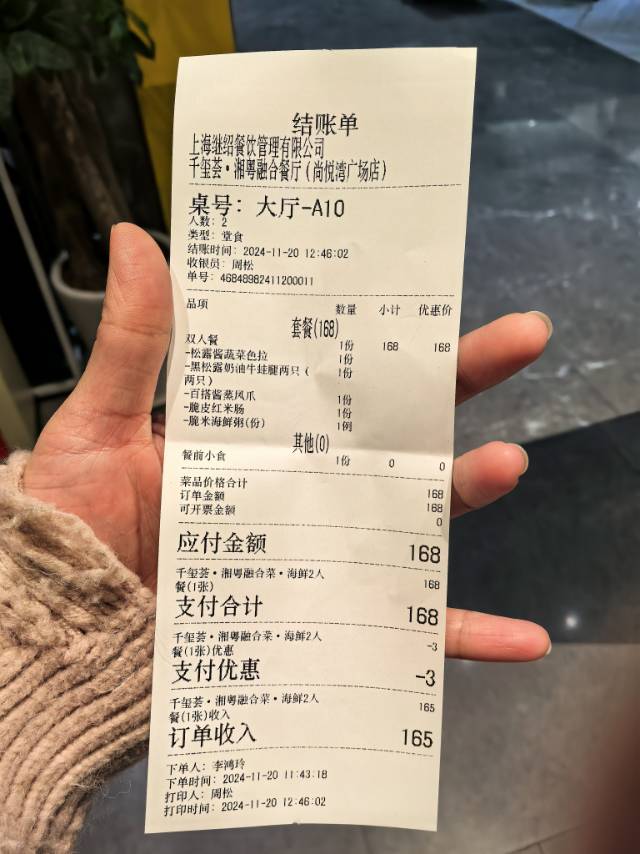 结账单
上海继绍餐饮管理有限公司
千玺荟·湘粤融合餐厅(尚悦湾广场店)
桌号: 大厅-A10
人数: 2
类型: 堂食
结账时间: 2024-11-20 12:46:02
收银员: 周松
单号: 46848982411200011
品项 数量 小计 优惠价
套餐(168)
双人餐 1份 168 168
-松露酱蔬菜色拉 1份
-黑松露奶油牛蛙腿两只( 1份
两只)
-百搭酱蒸凤爪 1份
-脆皮红米肠 1份
-脆米海鲜粥(份) 1例
其他(0)
餐前小食 1份 0 0
菜品价格合计 168
订单金额 168
可开票金额 0
应付金额 168
千玺荟·湘粤融合菜·海鲜2人 168
餐(1张)
支付合计 168
千玺荟·湘粤融合菜·海鲜2人 -3
餐(1张)优惠
支付优惠 -3
千玺荟·湘粤融合菜·海鲜2人 165
餐(1张)收入
订单收入 165
下单人: 李鸿玲
下单时间: 2024-11-20 11:43:18
打印人: 周松
打印时间: 2024-11-20 12:46:02